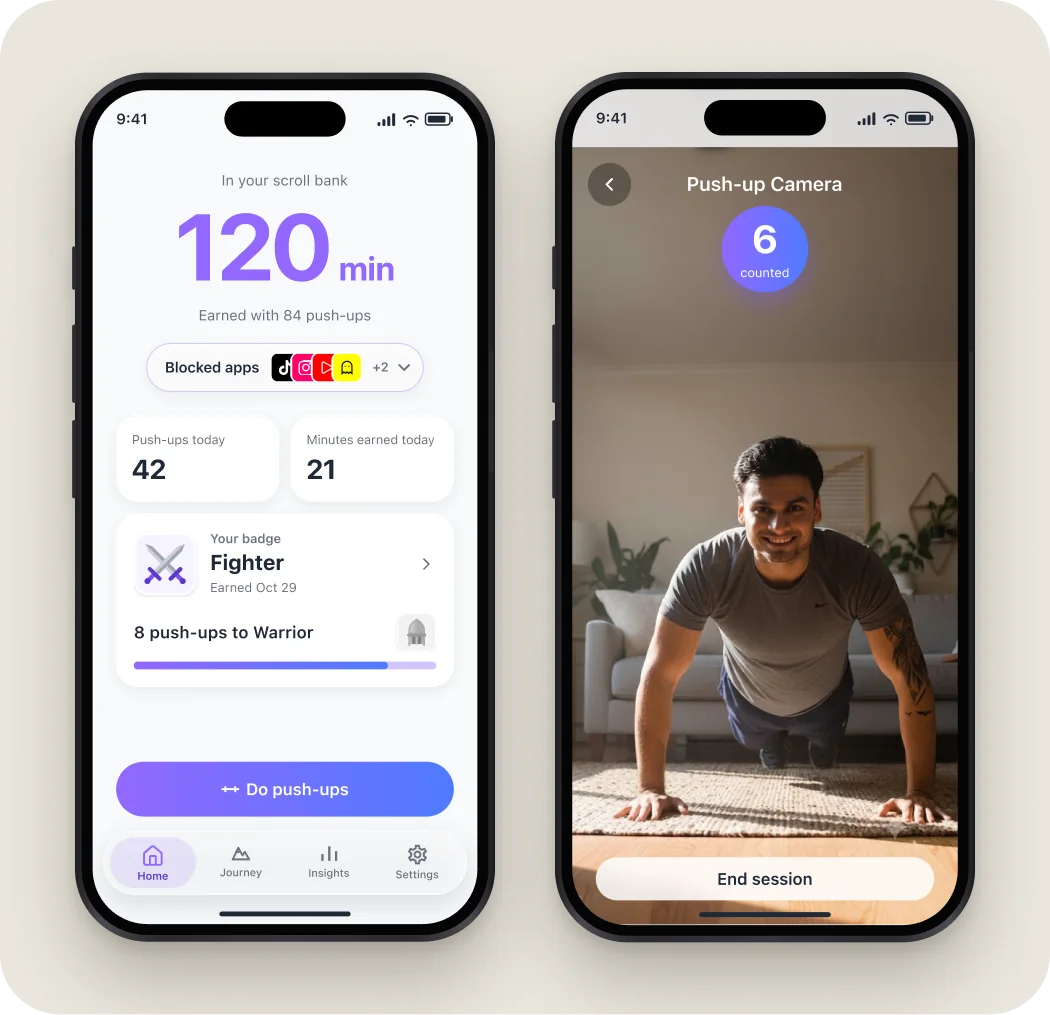 9:41
In your scroll bank
120 min
Earned with 84 push-ups
Blocked apps +2
Push-ups today
42
Minutes earned today
21
Your badge
Fighter
Earned Oct 29
8 push-ups to Warrior
Do push-ups
Home
Journey
Insights
Settings
9:41
Push-up Camera
6
counted
End session